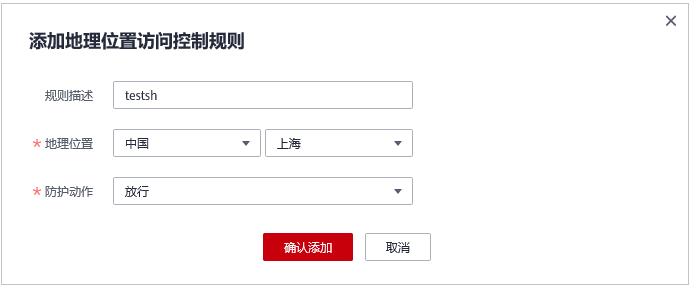 添加地理位置访问控制规则
规则描述 testsh
* 地理位置 中国 上海
* 防护动作 放行
确认添加 取消